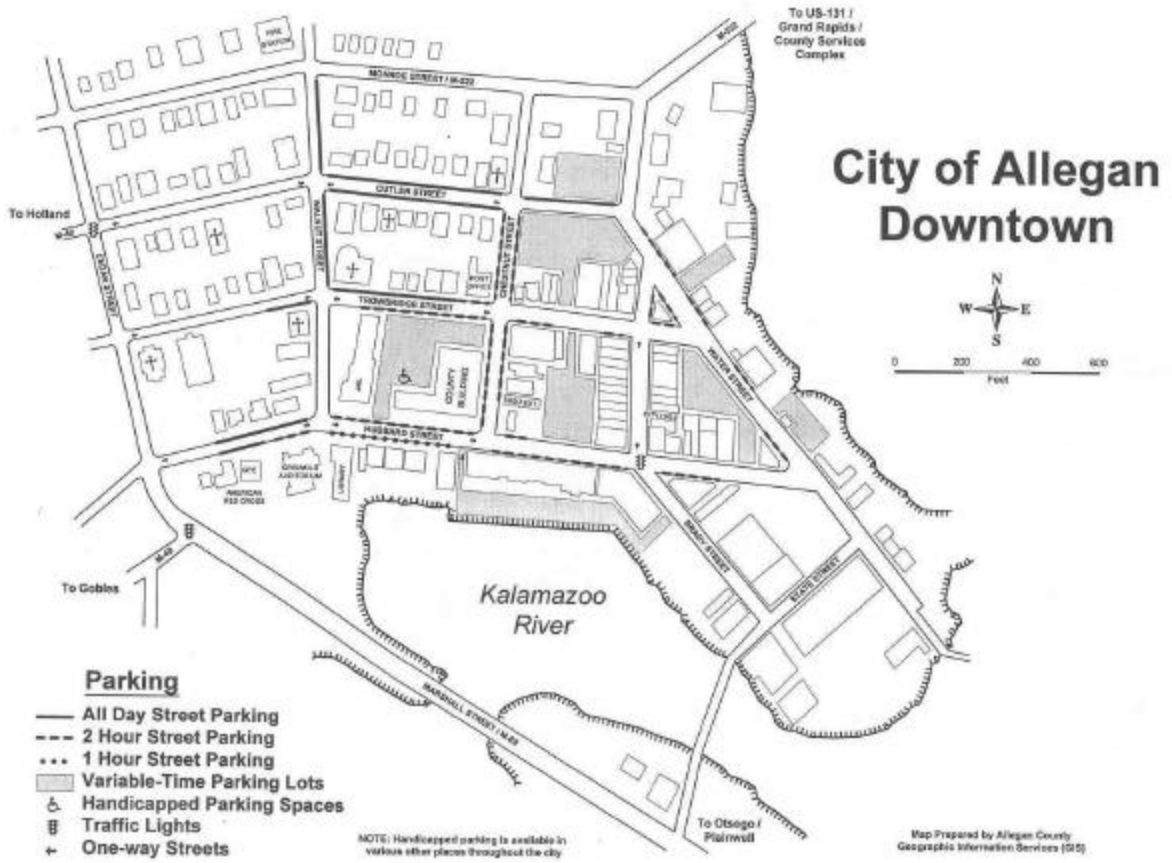 To US-131 /
Grand Rapids /
County Services
Complex
M-222
FIRE
STATION
MONROE STREET / M-222
City of Allegan
Downtown
CUTLER STREET
To Holland
WALNUT STREET
CHESTNUT STREET
POST
OFFICE
TROWBRIDGE STREET
N
W
E
S
0
200
400
600
Feet
WATER STREET
COUNTY
BUILDING
HUBBARD STREET
GRISWOLD
AUDITORIUM
LIBRARY
AMERICAN
RED CROSS
BRADY STREET
STATE STREET
M-40
To Gobles
Kalamazoo
River
MARSHALL STREET / M-89
Parking
All Day Street Parking
2 Hour Street Parking
1 Hour Street Parking
Variable-Time Parking Lots
Handicapped Parking Spaces
Traffic Lights
One-way Streets
NOTE: Handicapped parking is available in
various other places throughout the city
To Otsego /
Plainwell
Map Prepared by Allegan County
Geographic Information Services (GIS)